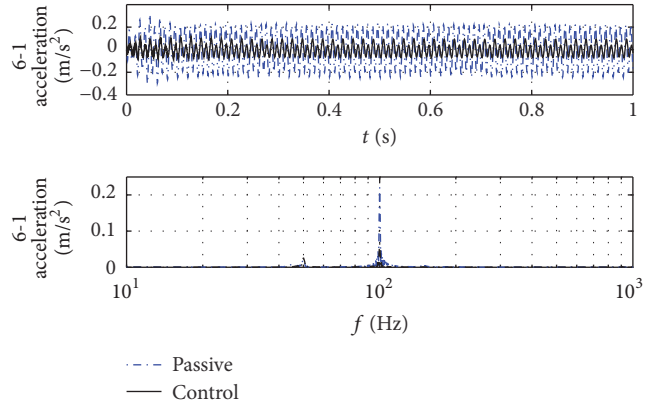 6-1
acceleration
(m/s²)
0.2
0
−0.2
−0.4
0 0.2 0.4 0.6 0.8 1
t (s)
6-1
acceleration
(m/s²)
0.2
0.1
0
10¹ 10² 10³
f (Hz)
Passive
Control